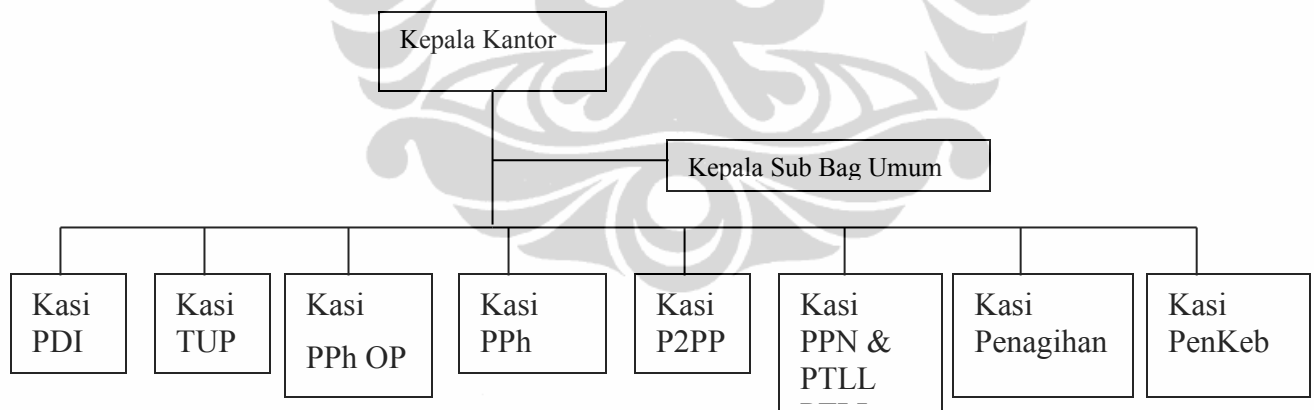 Kepala Kantor
Kepala Sub Bag Umum
Kasi
PDI
Kasi
TUP
Kasi
PPh OP
Kasi
PPh
Kasi
P2PP
Kasi
PPN &
PTLL
Kasi
Penagihan
Kasi
PenKeb